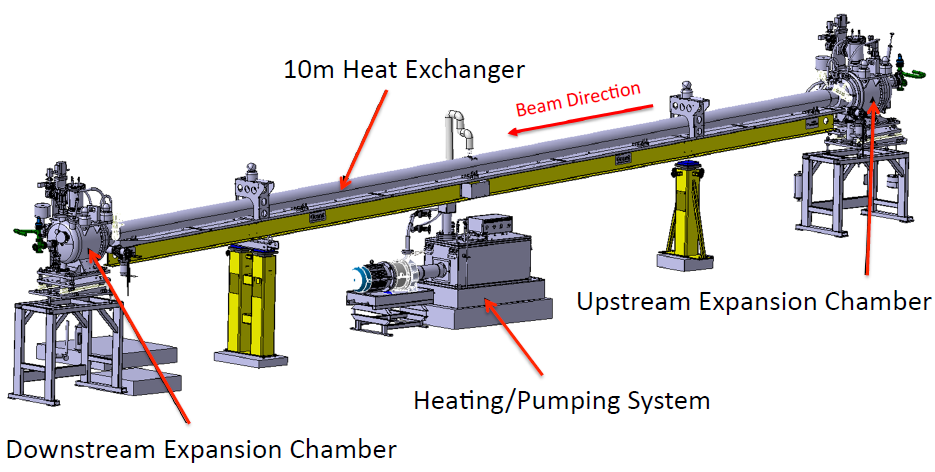 10m Heat Exchanger
Beam Direction
Upstream Expansion Chamber
Heating/Pumping System
Downstream Expansion Chamber